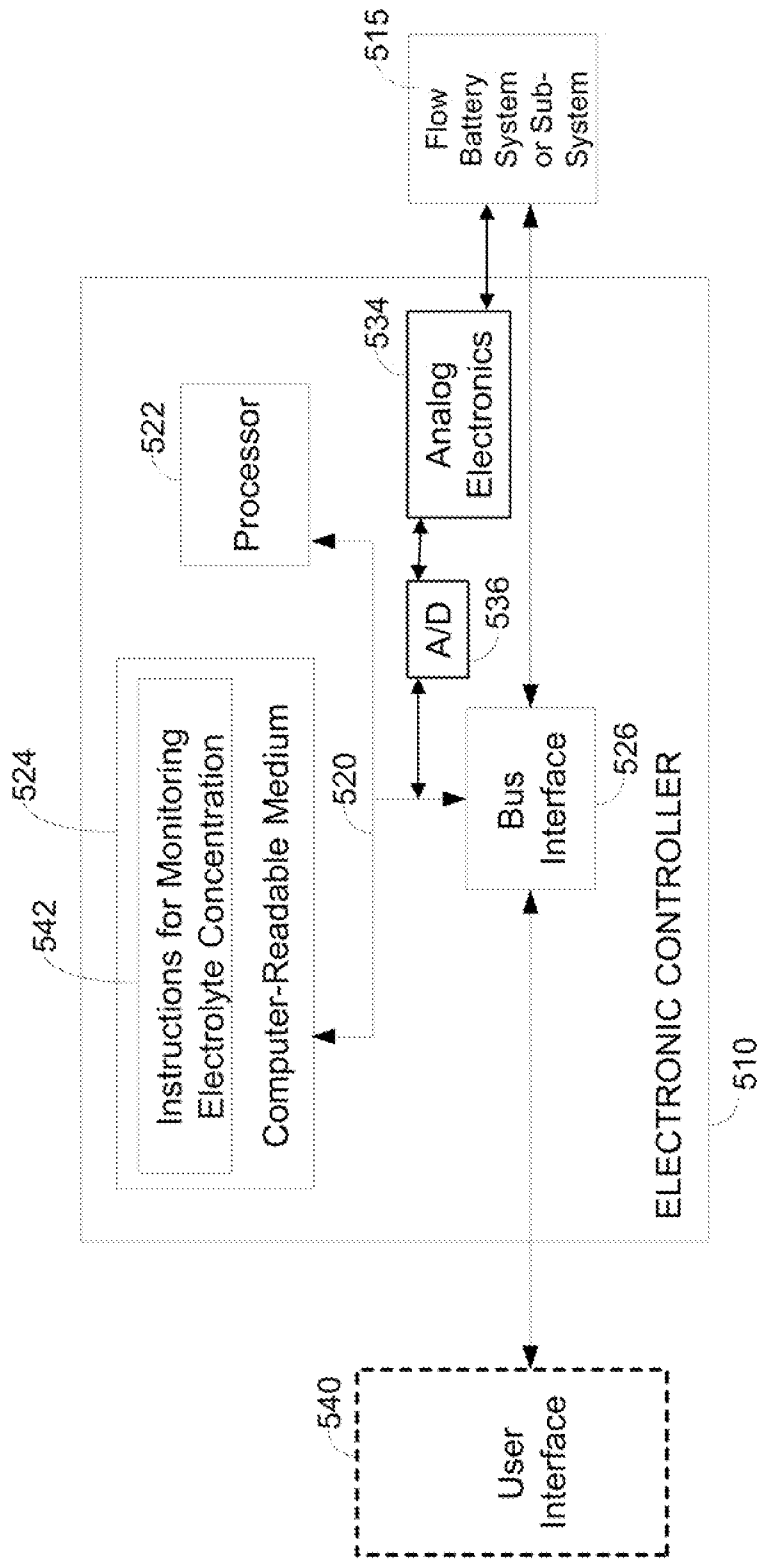 542
524
Instructions for Monitoring
Electrolyte Concentration
Computer-Readable Medium
522
Processor
520
534
Analog
Electronics
A/D
536
515
Flow
Battery
System
or Sub-
System
540
User
Interface
Bus
Interface
526
ELECTRONIC CONTROLLER
510